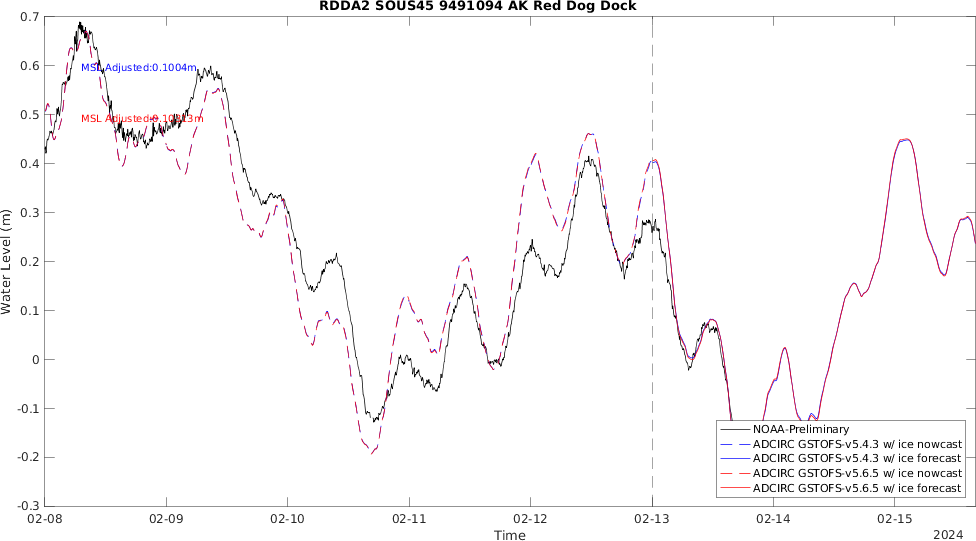 RDDA2 SOUS45 9491094 AK Red Dog Dock
0.7
0.6
0.5
0.4
0.3
0.2
0.1
0
-0.1
-0.2
-0.3
Water Level (m)
MSL Adjusted:0.1004m
MSL Adjusted:
NOAA-Preliminary
ADCIRC GSTOFS-v5.4.3 w/ ice nowcast
ADCIRC GSTOFS-v5.4.3 w/ ice forecast
ADCIRC GSTOFS-v5.6.5 w/ ice nowcast
ADCIRC GSTOFS-v5.6.5 w/ ice forecast
02-08 02-09 02-10 02-11 02-12 02-13 02-14 02-15
Time
2024